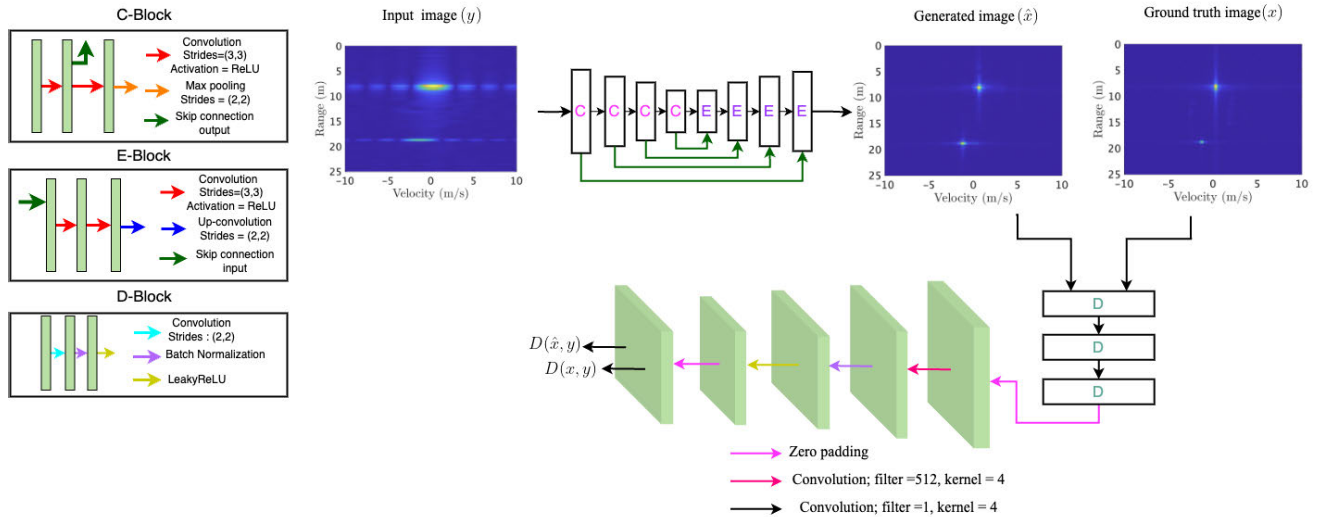 C-Block
Convolution
Strides=(3,3)
Activation = ReLU
Max pooling
Strides = (2,2)
Skip connection
output
E-Block
Convolution
Strides=(3,3)
Activation = ReLU
Up-convolution
Strides = (2,2)
Skip connection
input
D-Block
Convolution
Strides : (2,2)
Batch Normalization
LeakyReLU
Input image (y)
0
5
10
15
20
25
Range (m)
-10 -5 0 5 10
Velocity (m/s)
C C C C E E E E
Generated image (x̂)
0
5
10
15
20
25
Range (m)
-10 -5 0 5 10
Velocity (m/s)
Ground truth image(x)
0
5
10
15
20
25
Range (m)
-10 -5 0 5 10
Velocity (m/s)
D
D
D
D(x̂, y)
D(x, y)
Zero padding
Convolution; filter =512, kernel = 4
Convolution; filter =1, kernel = 4